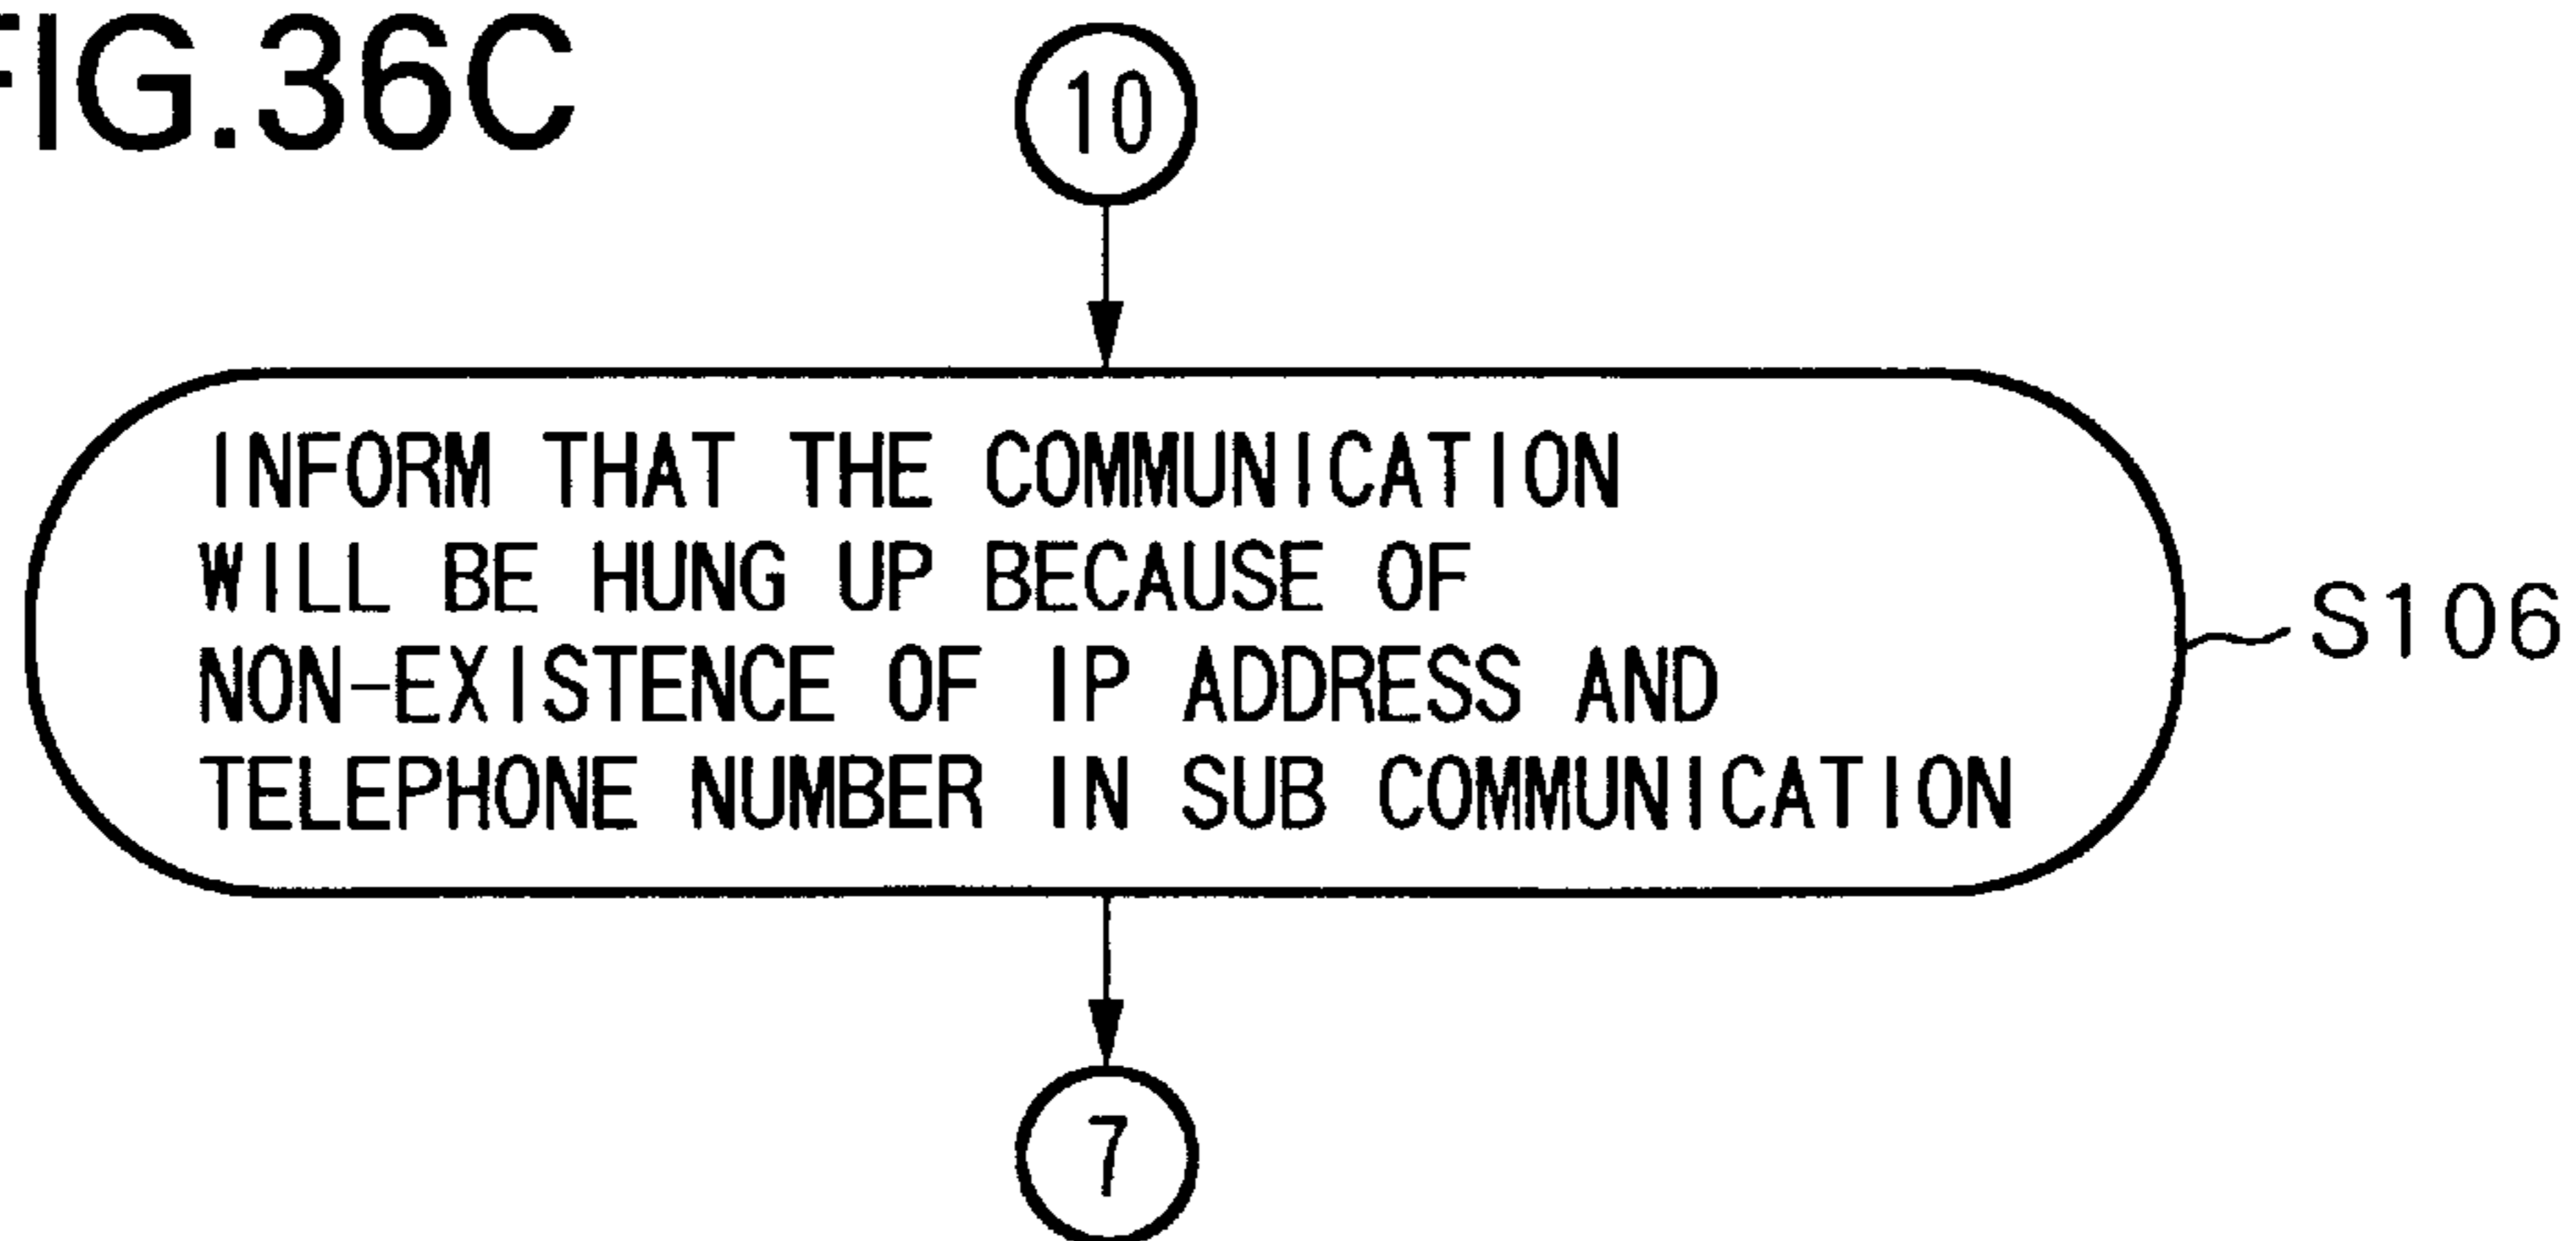 FIG.36C
10
INFORM THAT THE COMMUNICATION
WILL BE HUNG UP BECAUSE OF
NON-EXISTENCE OF IP ADDRESS AND
TELEPHONE NUMBER IN SUB COMMUNICATION
S106
7